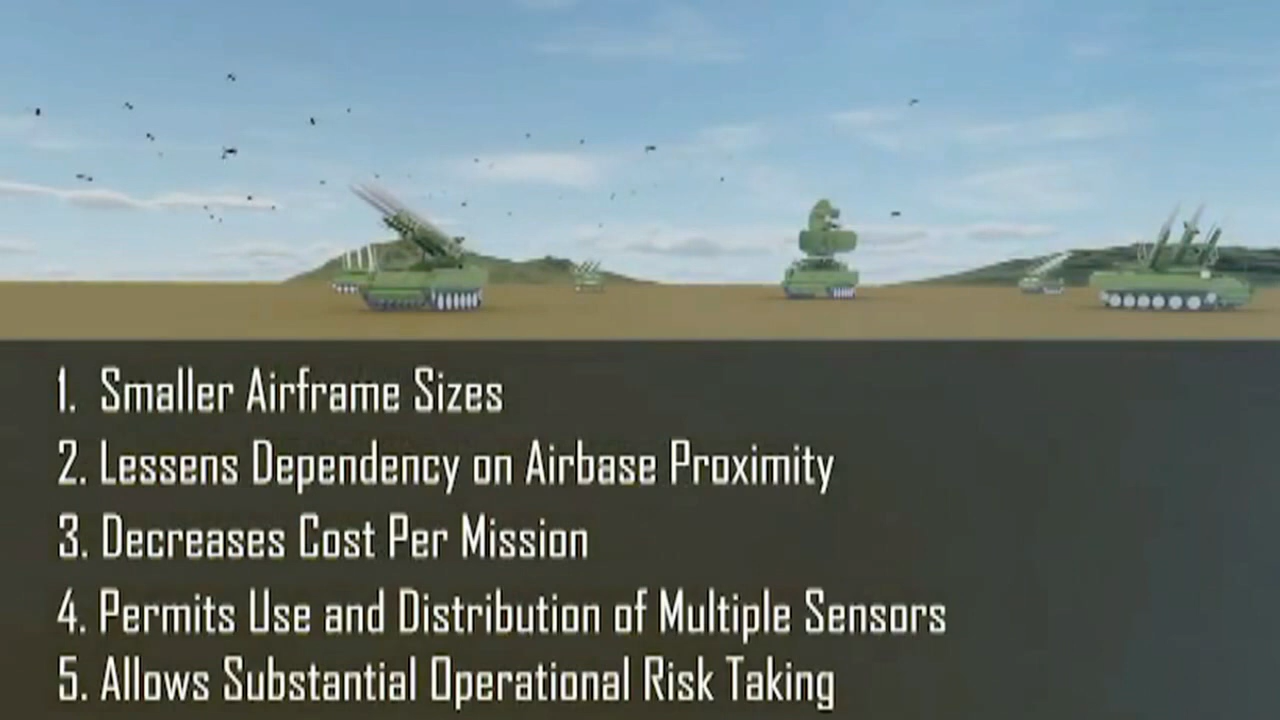 1. Smaller Airframe Sizes
2. Lessens Dependency on Airbase Proximity
3. Decreases Cost Per Mission
4. Permits Use and Distribution of Multiple Sensors
5. Allows Substantial Operational Risk Taking